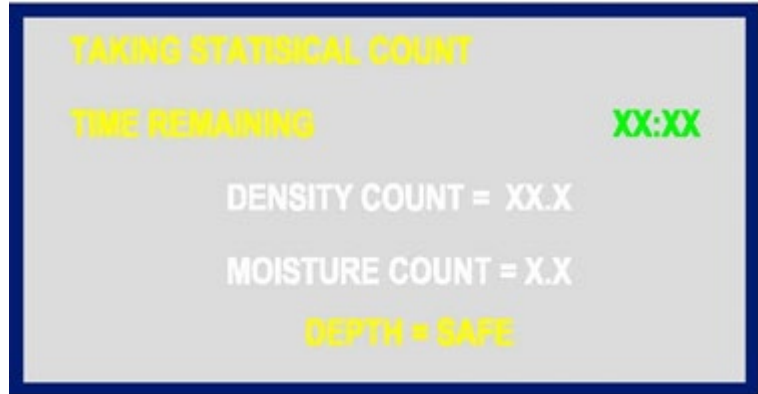 TAKING STATISICAL COUNT
TIME REMAINING XX:XX
DENSITY COUNT = XX.X
MOISTURE COUNT = X.X
DEPTH = SAFE